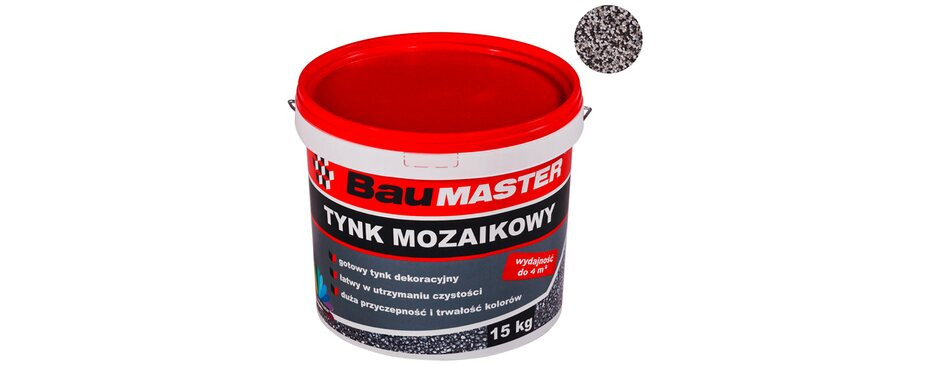 BauMASTER
TYNK MOZAIKOWY
gotowy tynk dekoracyjny
łatwy w utrzymaniu czystości
duża przyczepność i trwałość kolorów
wydajność
do 4 m²
15 kg